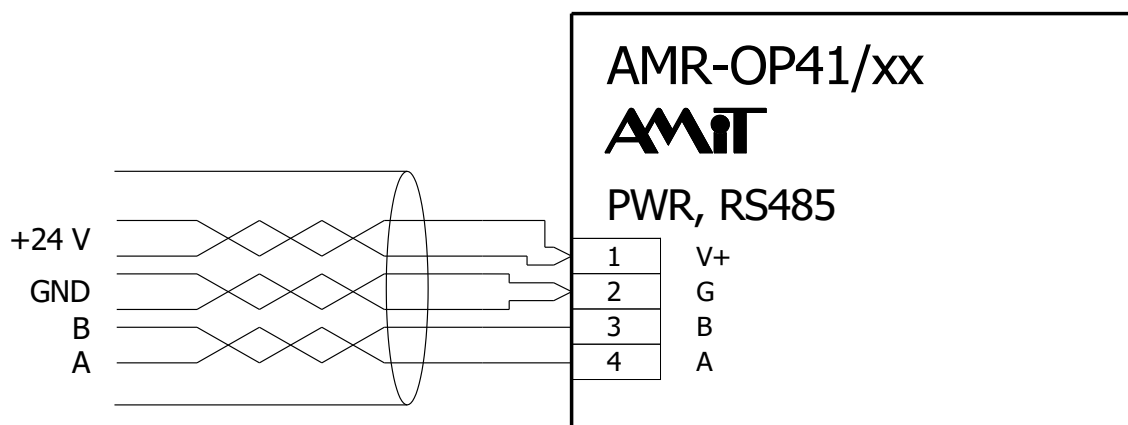 AMR-OP41/xx
AMiT
PWR, RS485
+24 V
1 V+
GND
2 G
B
3 B
A
4 A